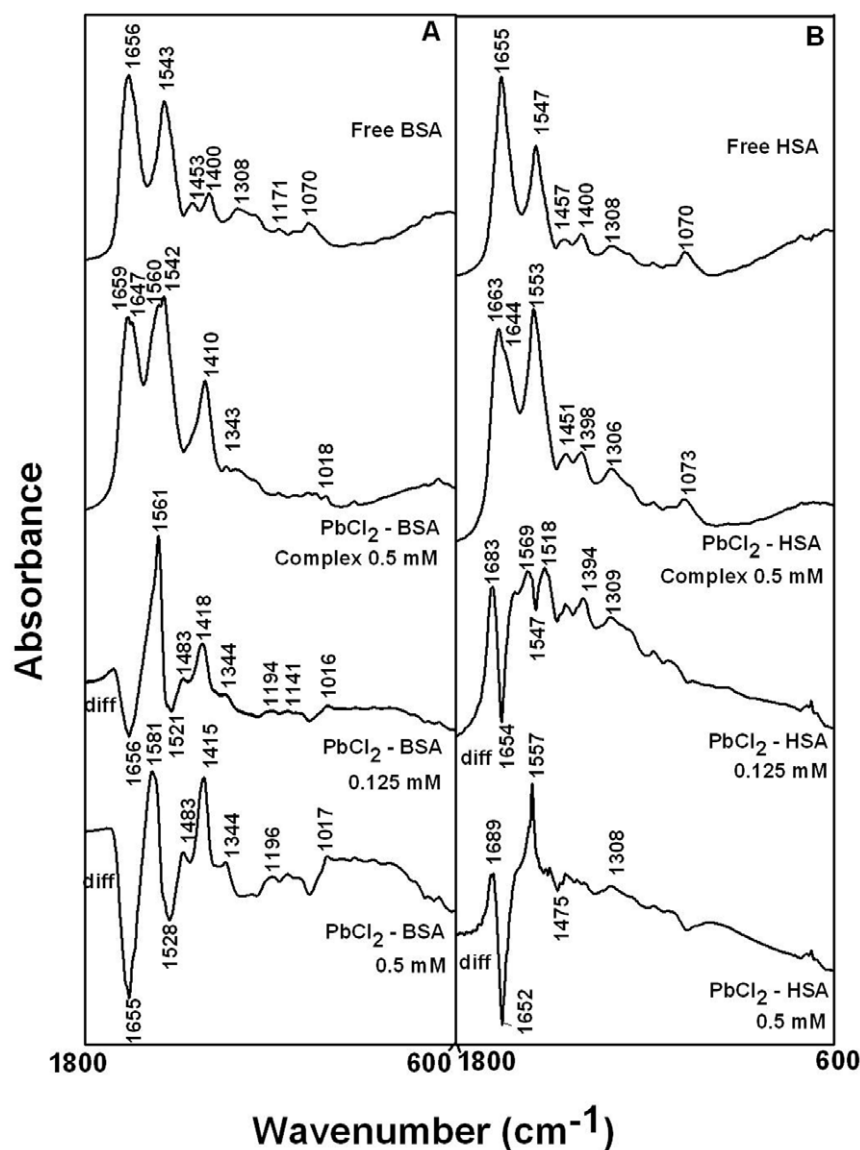 A
1656
1543
1453
1400
1308
1171
1070
Free BSA
1659
1647
1560
1542
1410
1343
1018
PbCl2 - BSA
Complex 0.5 mM
1561
1483
1418
1344
1194
1141
1016
diff
1656
1521
PbCl2 - BSA
0.125 mM
1581
1483
1415
1344
1196
1017
diff
1655
1528
PbCl2 - BSA
0.5 mM
B
1655
1547
1457
1400
1308
1070
Free HSA
1663
1644
1553
1451
1398
1306
1073
PbCl2 - HSA
Complex 0.5 mM
1683
1569
1518
1394
1309
1547
diff
1654
PbCl2 - HSA
0.125 mM
1689
1557
1308
1475
diff
1652
PbCl2 - HSA
0.5 mM
Absorbance
1800
600
1800
600
Wavenumber (cm-1)